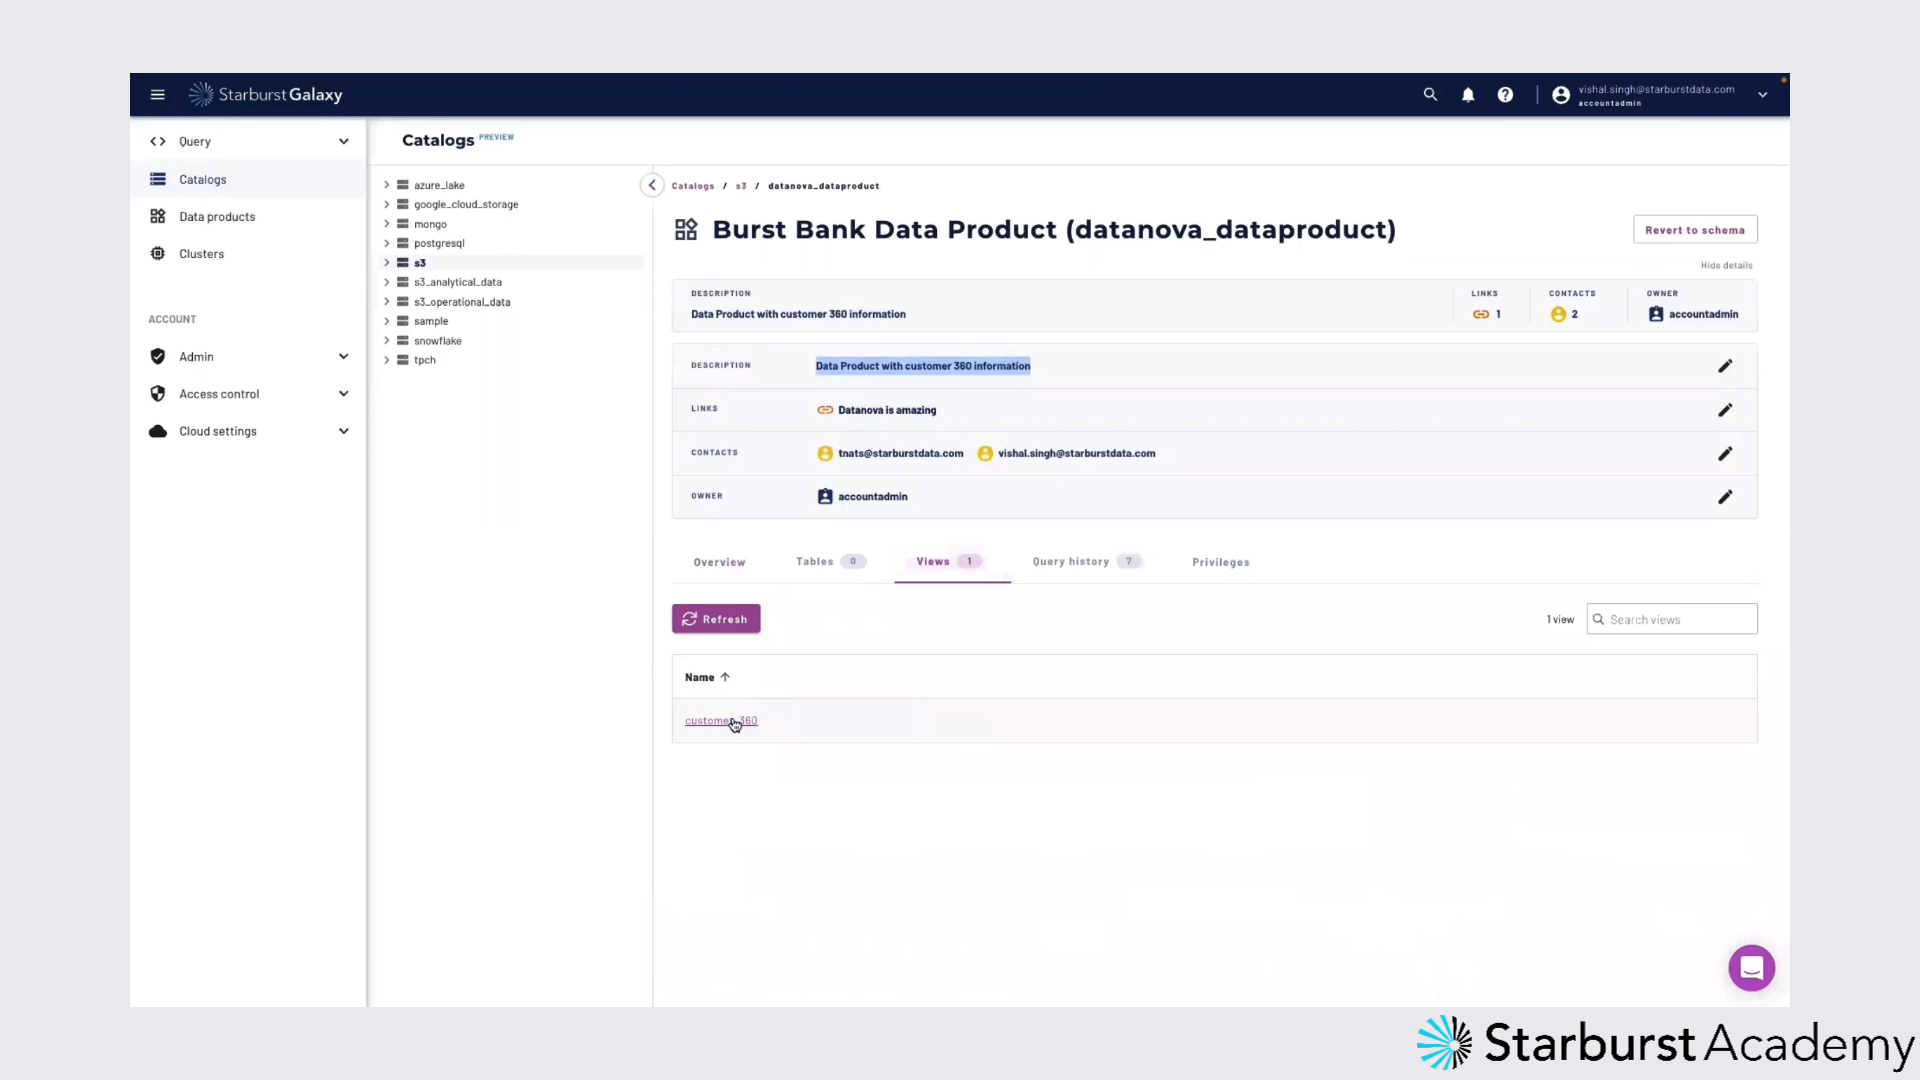 Starburst Galaxy
vishal.singh@starburstdata.com
accountadmin
Query
Catalogs
Data products
Clusters
ACCOUNT
Admin
Access control
Cloud settings
Catalogs PREVIEW
azure_lake
google_cloud_storage
mongo
postgresql
s3
s3_analytical_data
s3_operational_data
sample
snowflake
tpch
Catalogs / s3 / datanova_dataproduct
Burst Bank Data Product (datanova_dataproduct)
Revert to schema
Hide details
DESCRIPTION LINKS CONTACTS OWNER
Data Product with customer 360 information 1 2 accountadmin
DESCRIPTION Data Product with customer 360 information
LINKS Datanova is amazing
CONTACTS tnats@starburstdata.com vishal.singh@starburstdata.com
OWNER accountadmin
Overview Tables 0 Views 1 Query history 7 Privileges
Refresh 1 view Search views
Name
customer_360
Starburst Academy